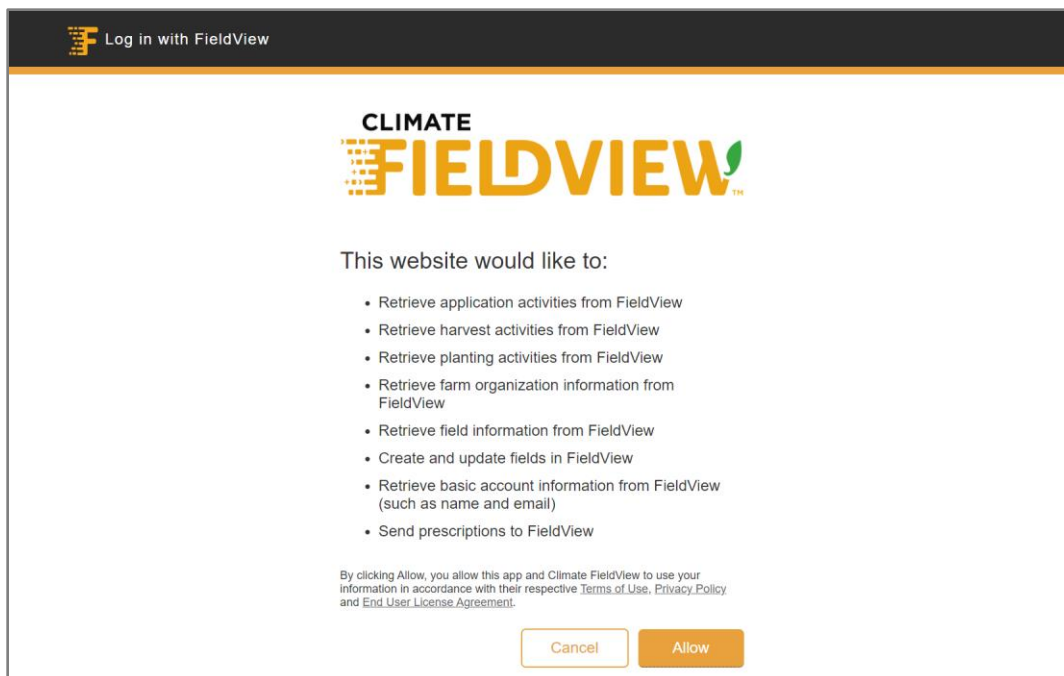 Log in with FieldView
CLIMATE
FIELDVIEW™
This website would like to:
• Retrieve application activities from FieldView
• Retrieve harvest activities from FieldView
• Retrieve planting activities from FieldView
• Retrieve farm organization information from
FieldView
• Retrieve field information from FieldView
• Create and update fields in FieldView
• Retrieve basic account information from FieldView
(such as name and email)
• Send prescriptions to FieldView
By clicking Allow, you allow this app and Climate FieldView to use your
information in accordance with their respective Terms of Use, Privacy Policy
and End User License Agreement.
Cancel
Allow